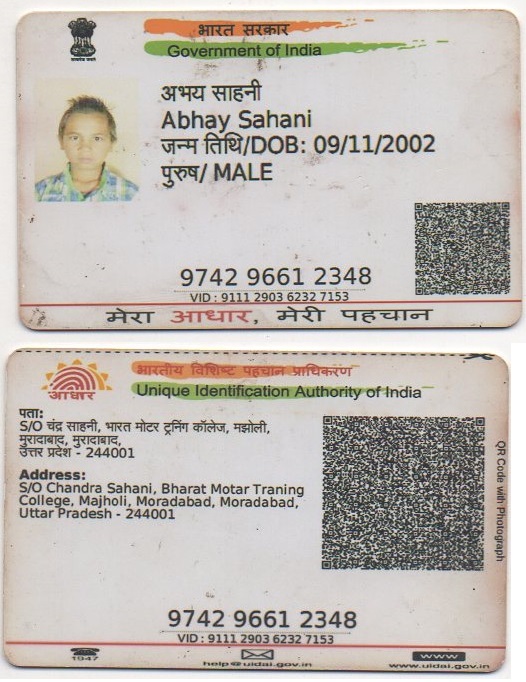 भारत सरकार
Government of India
अभय साहनी
Abhay Sahani
जन्म तिथि/DOB: 09/11/2002
पुरुष/ MALE
9742 9661 2348
VID : 9111 2903 6232 7153
मेरा आधार, मेरी पहचान
भारतीय विशिष्ट पहचान प्राधिकरण
Unique Identification Authority of India
आधार
पता:
S/O चंद्र साहनी, भारत मोटर ट्रनिंग कॉलेज, मझोली,
मुरादाबाद, मुरादाबाद,
उत्तर प्रदेश - 244001
Address:
S/O Chandra Sahani, Bharat Motar Traning
College, Majholi, Moradabad, Moradabad,
Uttar Pradesh - 244001
QR Code with Photograph
9742 9661 2348
VID : 9111 2903 6232 7153
1947
help@uidai.gov.in
www
www.uidai.gov.in